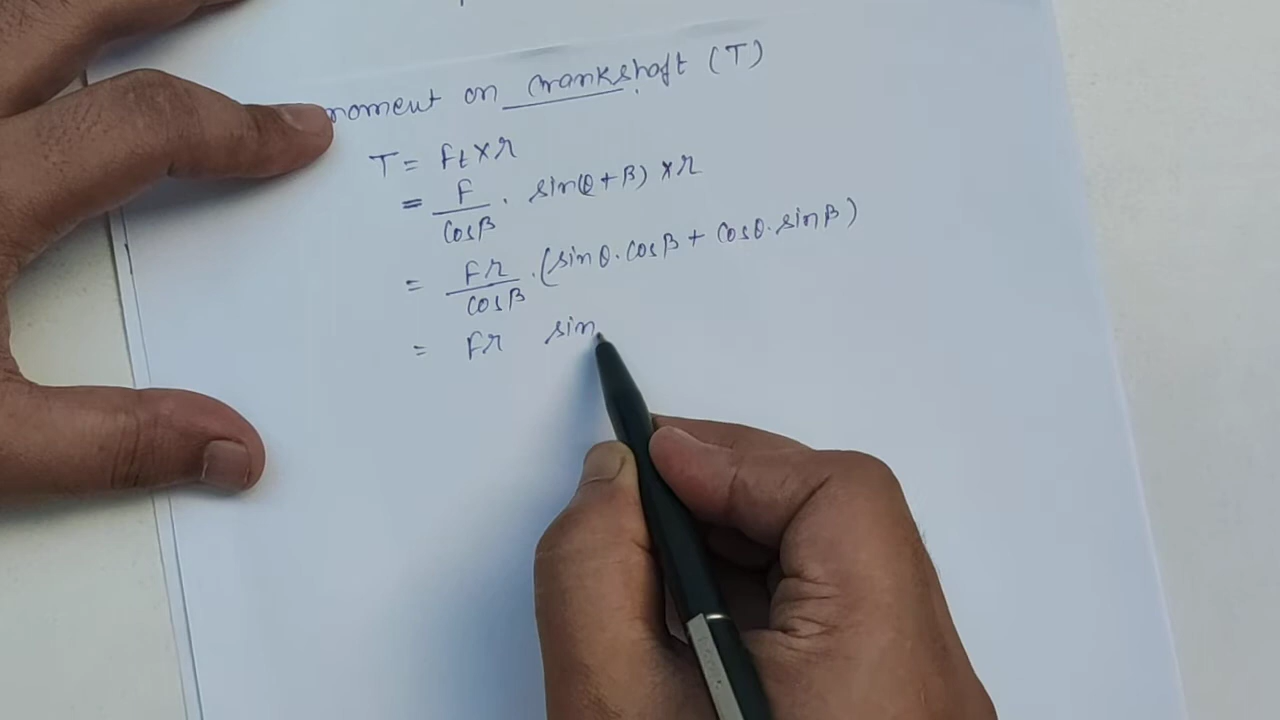 moment on crankshaft (T)
T = Ft × r
= F/cosβ · sin(θ + β) × r
= Fr/cosβ · (sinθ · cosβ + cosθ · sinβ)
= Fr sin